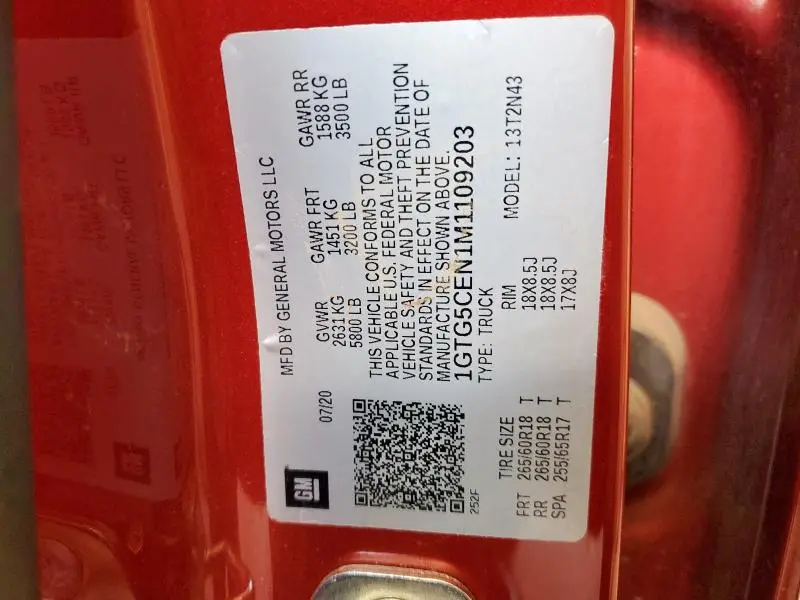 GM
MFD BY GENERAL MOTORS LLC
07/20
GVWR
2631 KG
5800 LB
GAWR FRT
1451 KG
3200 LB
GAWR RR
1588 KG
3500 LB
THIS VEHICLE CONFORMS TO ALL
APPLICABLE U.S. FEDERAL MOTOR
VEHICLE SAFETY AND THEFT PREVENTION
STANDARDS IN EFFECT ON THE DATE OF
MANUFACTURE SHOWN ABOVE.
1GTG5CEN1M1109203
TYPE: TRUCK
MODEL: 13T2N43
252F
TIRE SIZE RIM
FRT 265/60R18 T 18X8.5J
RR 265/60R18 T 18X8.5J
SPA 255/65R17 T 17X8J